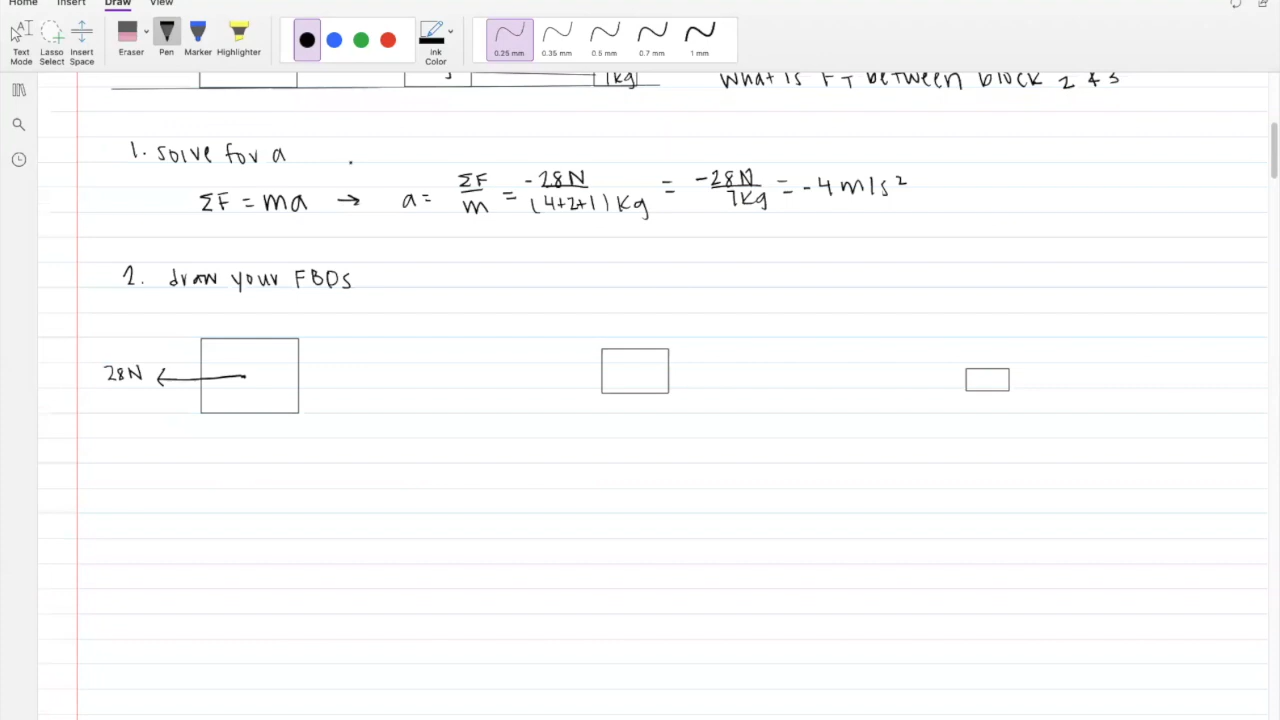 Home Insert Draw View
Text Mode Lasso Select Insert Space Eraser Pen Marker Highlighter Ink Color 0.25 mm 0.35 mm 0.5 mm 0.7 mm 1 mm
1kg What is FT between block 2 & 3
1. solve for a
ΣF = ma → a = ΣF/m = -28N/(4+2+1)Kg = -28N/7Kg = -4 m/s²
2. draw your FBDs
28N